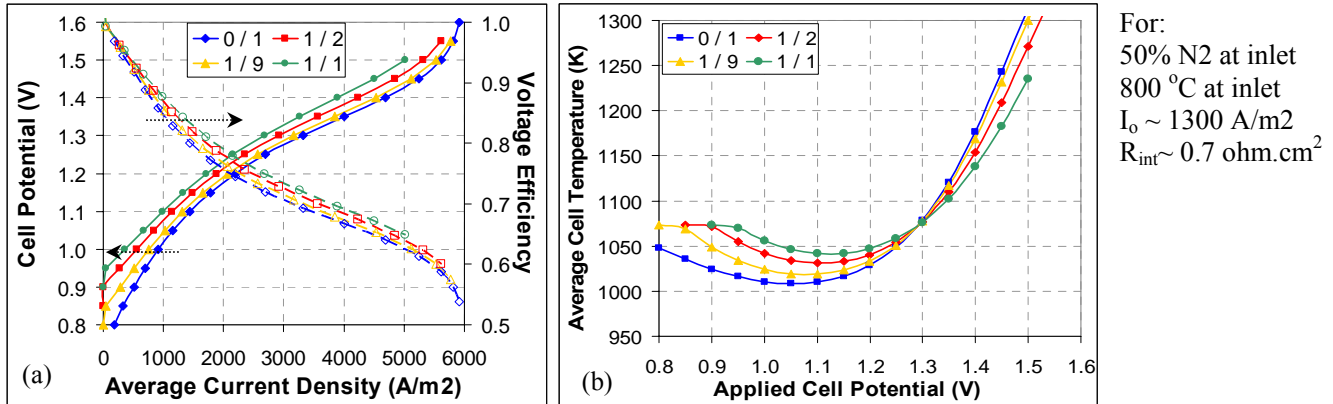 1.6
1.5
1.4
1.3
1.2
1.1
1.0
0.9
0.8
Cell Potential (V)
0 / 1
1 / 2
1 / 9
1 / 1
1.0
0.9
0.8
0.7
0.6
0.5
Voltage Efficiency
0 1000 2000 3000 4000 5000 6000
(a)
Average Current Density (A/m2)
1300
1250
1200
1150
1100
1050
1000
950
Average Cell Temperature (K)
0 / 1
1 / 2
1 / 9
1 / 1
0.8 0.9 1.0 1.1 1.2 1.3 1.4 1.5 1.6
(b)
Applied Cell Potential (V)
For:
50% N2 at inlet
800 °C at inlet
Io ~ 1300 A/m2
Rint~ 0.7 ohm.cm²